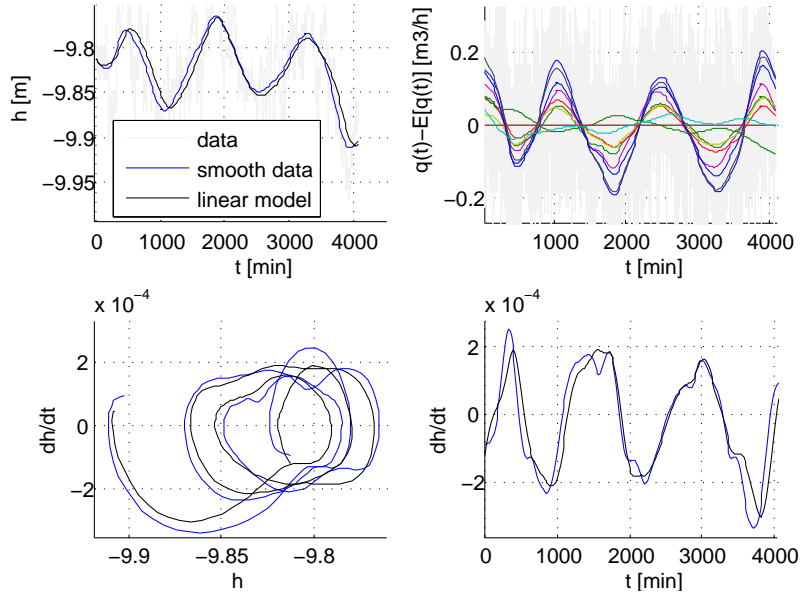 −9.8
−9.85
−9.9
−9.95
h [m]
data
smooth data
linear model
0
1000
2000
3000
4000
t [min]
0.2
0
−0.2
q(t)−E[q(t)] [m3/h]
1000
2000
3000
4000
t [min]
x 10−4
2
0
−2
dh/dt
−9.9
−9.85
−9.8
h
x 10−4
2
0
−2
dh/dt
0
1000
2000
3000
4000
t [min]